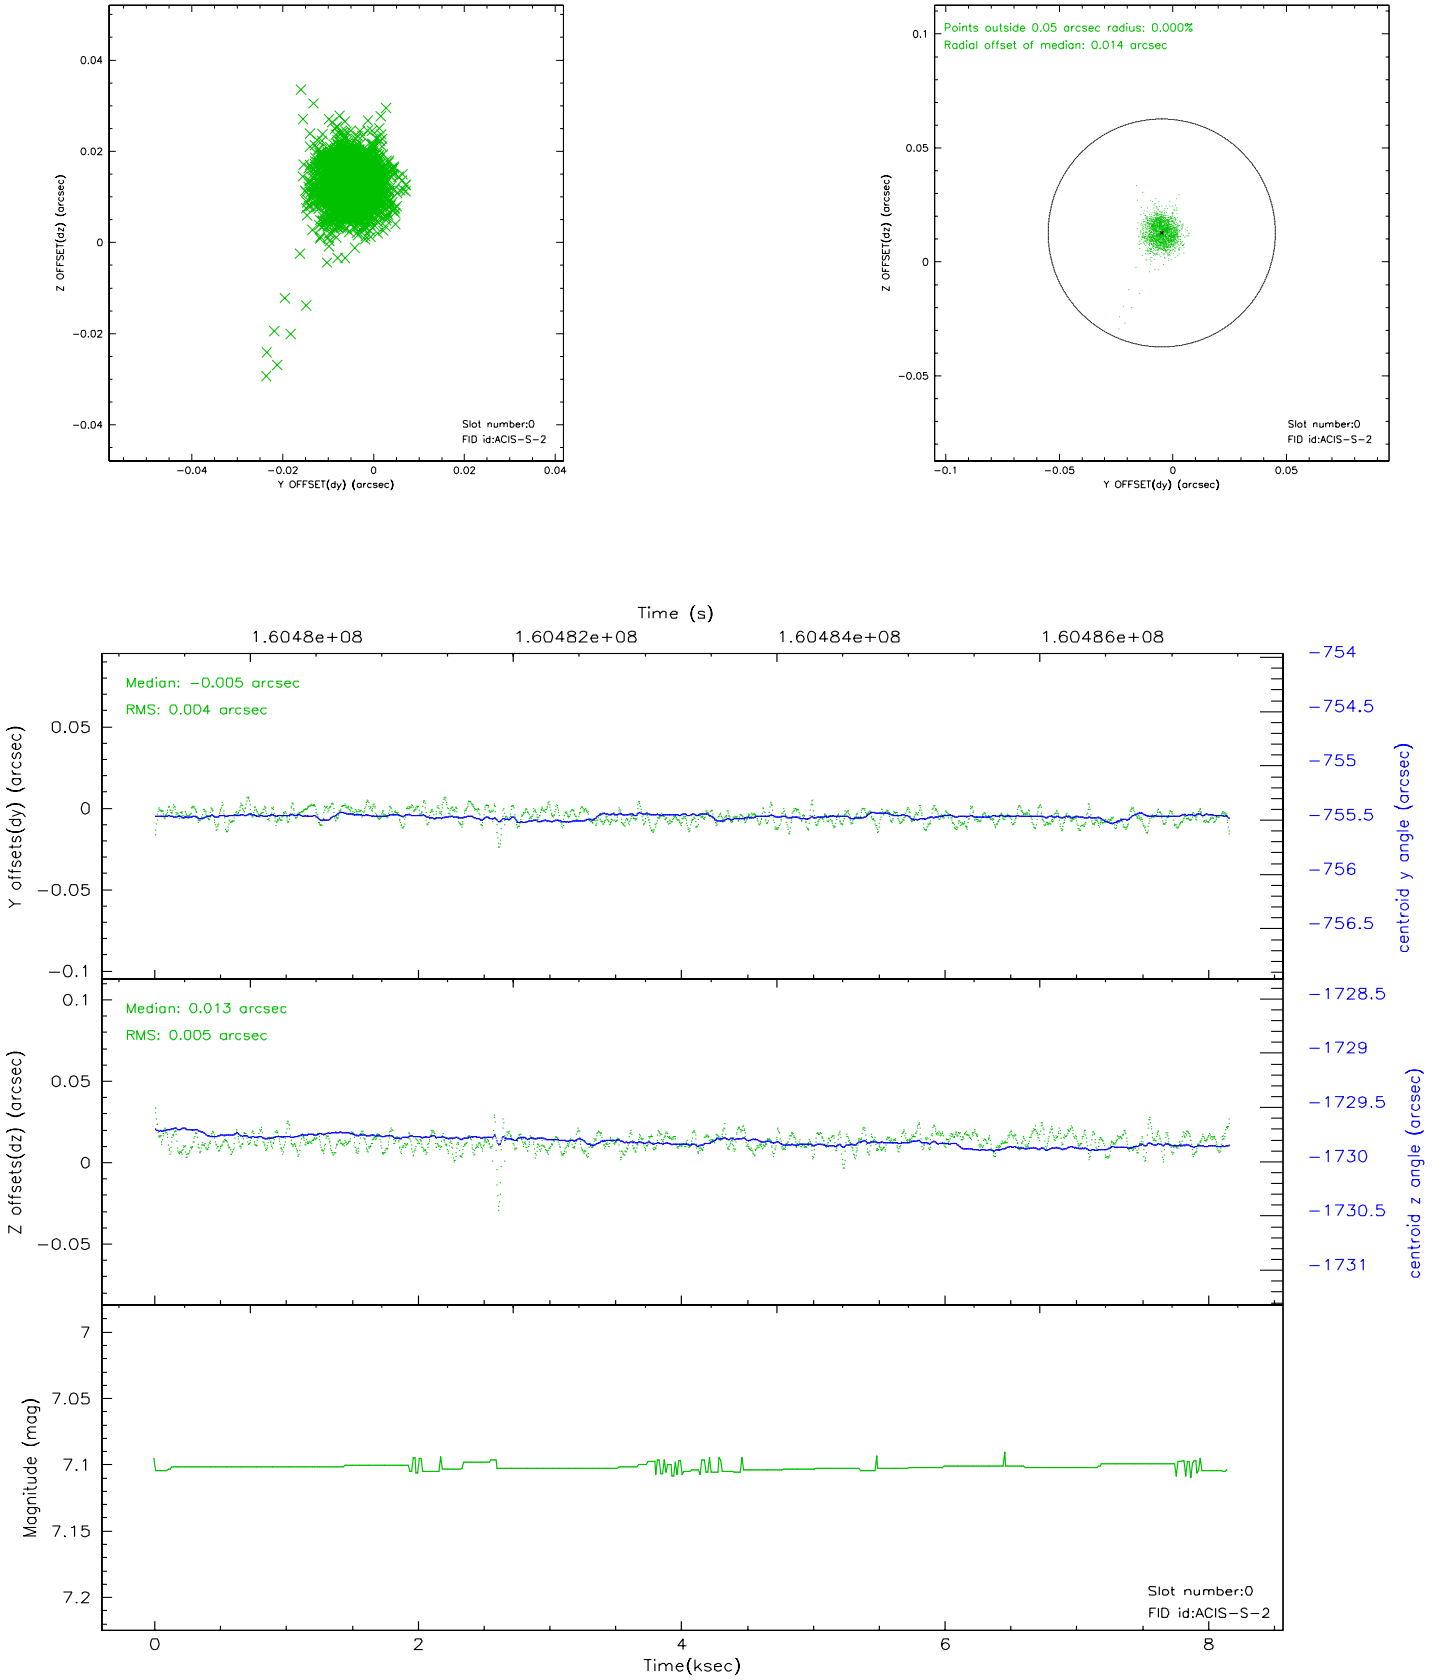 0.04
0.02
0
−0.02
−0.04
Z OFFSET(dz) (arcsec)
Slot number:0
FID id:ACIS−S−2
−0.04 −0.02 0 0.02 0.04
Y OFFSET(dy) (arcsec)
Points outside 0.05 arcsec radius: 0.000%
Radial offset of median: 0.014 arcsec
0.1
0.05
0
−0.05
Z OFFSET(dz) (arcsec)
Slot number:0
FID id:ACIS−S−2
−0.1 −0.05 0 0.05
Y OFFSET(dy) (arcsec)
Time (s)
1.6048e+08 1.60482e+08 1.60484e+08 1.60486e+08
Median: −0.005 arcsec
RMS: 0.004 arcsec
0.05
0
−0.05
−0.1
Y offsets(dy) (arcsec)
−754
−754.5
−755
−755.5
−756
−756.5
centroid y angle (arcsec)
Median: 0.013 arcsec
RMS: 0.005 arcsec
0.1
0.05
0
−0.05
Z offsets(dz) (arcsec)
−1728.5
−1729
−1729.5
−1730
−1730.5
−1731
centroid z angle (arcsec)
7
7.05
7.1
7.15
7.2
Magnitude (mag)
Slot number:0
FID id:ACIS−S−2
0 2 4 6 8
Time(ksec)